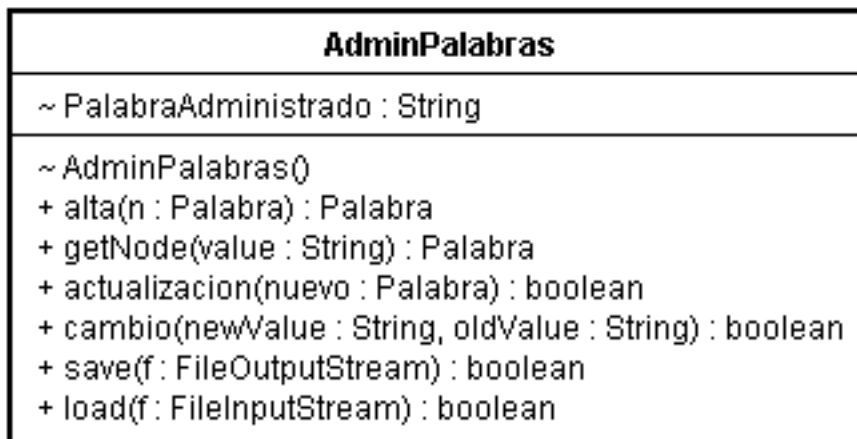 AdminPalabras
~ PalabraAdministrado : String
~ AdminPalabras()
+ alta(n : Palabra) : Palabra
+ getNode(value : String) : Palabra
+ actualizacion(nuevo : Palabra) : boolean
+ cambio(newValue : String, oldValue : String) : boolean
+ save(f : FileOutputStream) : boolean
+ load(f : FileInputStream) : boolean